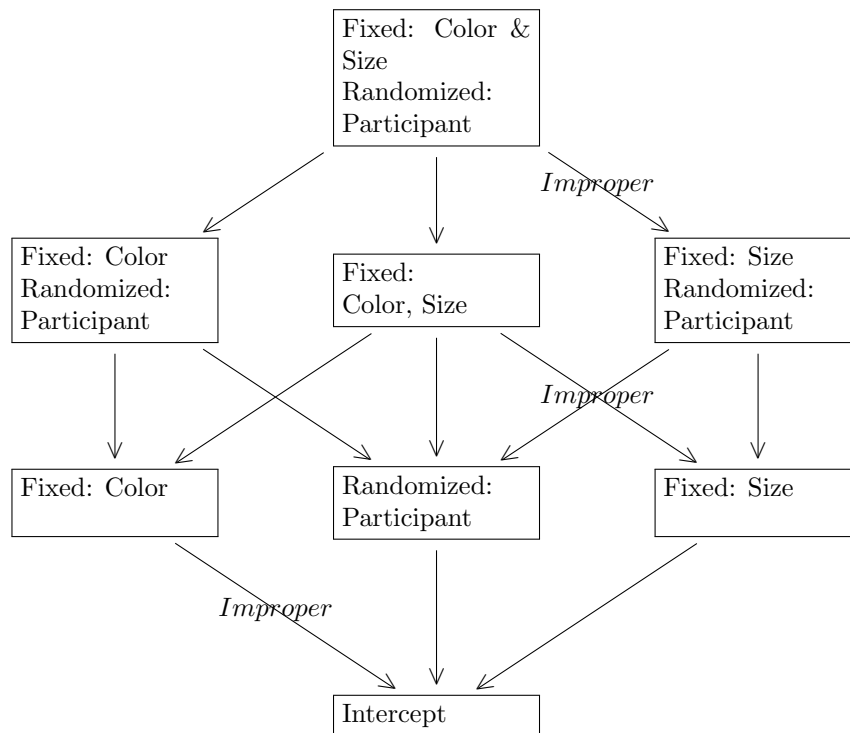 Fixed: Color &
Size
Randomized:
Participant
Improper
Fixed: Color
Randomized:
Participant
Fixed:
Color, Size
Fixed: Size
Randomized:
Participant
Improper
Fixed: Color
Randomized:
Participant
Fixed: Size
Improper
Intercept